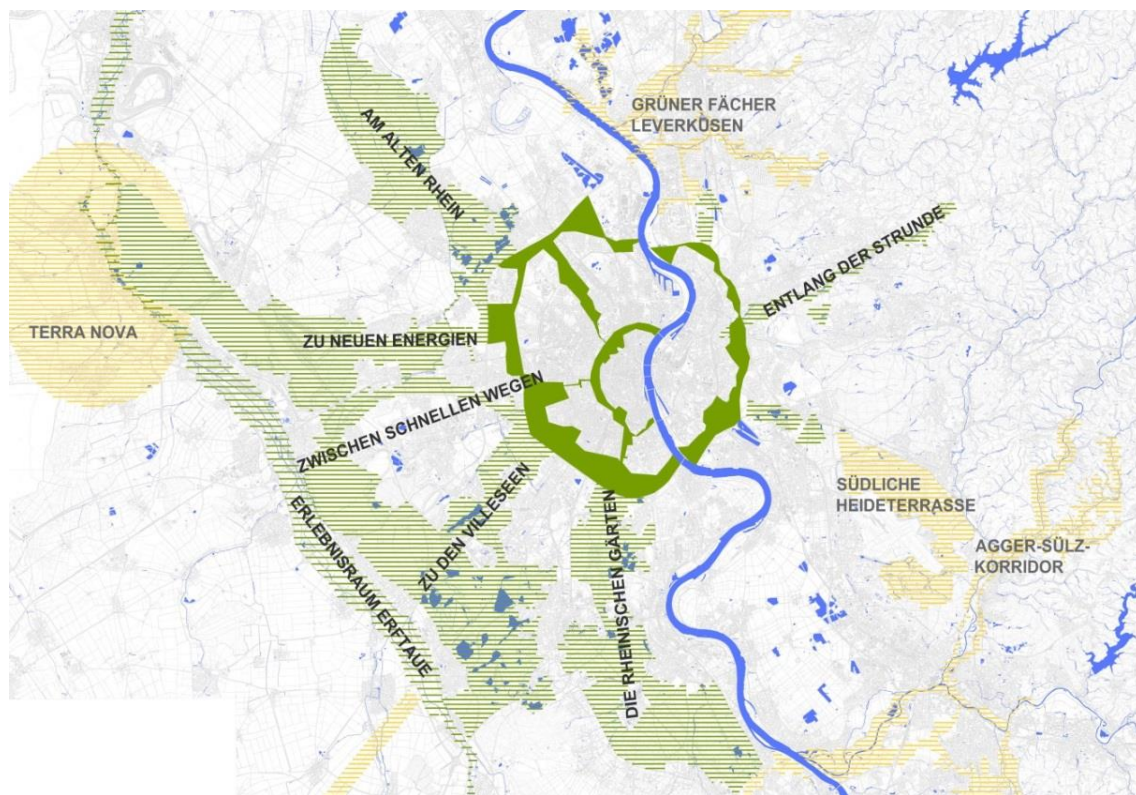 GRÜNER FÄCHER
LEVERKUSEN
AM ALTEN RHEIN
ENTLANG DER STRUNDE
TERRA NOVA
ZU NEUEN ENERGIEN
ZWISCHEN SCHNELLEN WEGEN
SÜDLICHE
HEIDETERRASSE
ERLEBNISRAUM ERFTAUE
ZU DEN VILLESEEN
DIE RHEINISCHEN GÄRTEN
AGGER-SÜLZ-
KORRIDOR